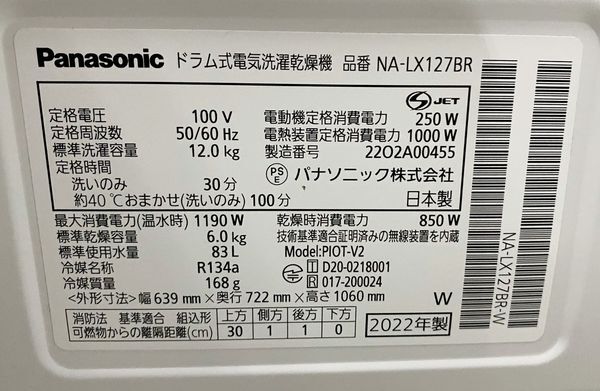 Panasonic ドラム式電気洗濯乾燥機 品番 NA-LX127BR
定格電圧 100 V
定格周波数 50/60 Hz
標準洗濯容量 12.0 kg
定格時間
洗いのみ 30 分
約40℃おまかせ(洗いのみ) 100 分
S JET
電動機定格消費電力 250 W
電熱装置定格消費電力 1000 W
製造番号 22O2A00455
PSE パナソニック株式会社
日本製
最大消費電力(温水時) 1190 W
標準乾燥容量 6.0 kg
標準使用水量 83 L
冷媒名称 R134a
冷媒質量 168 g
<外形寸法>幅 639 mm×奥行 722 mm×高さ 1060 mm
乾燥時消費電力 850 W
技術基準適合証明済みの無線装置を内蔵
Model:PIOT-V2
T D20-0218001
R 017-200024
W
消防法 基準適合 組込形 上方 側方 後方 下方
可燃物からの離隔距離(cm) 30 1 1 0
2022年製
NA-LX127BR-W